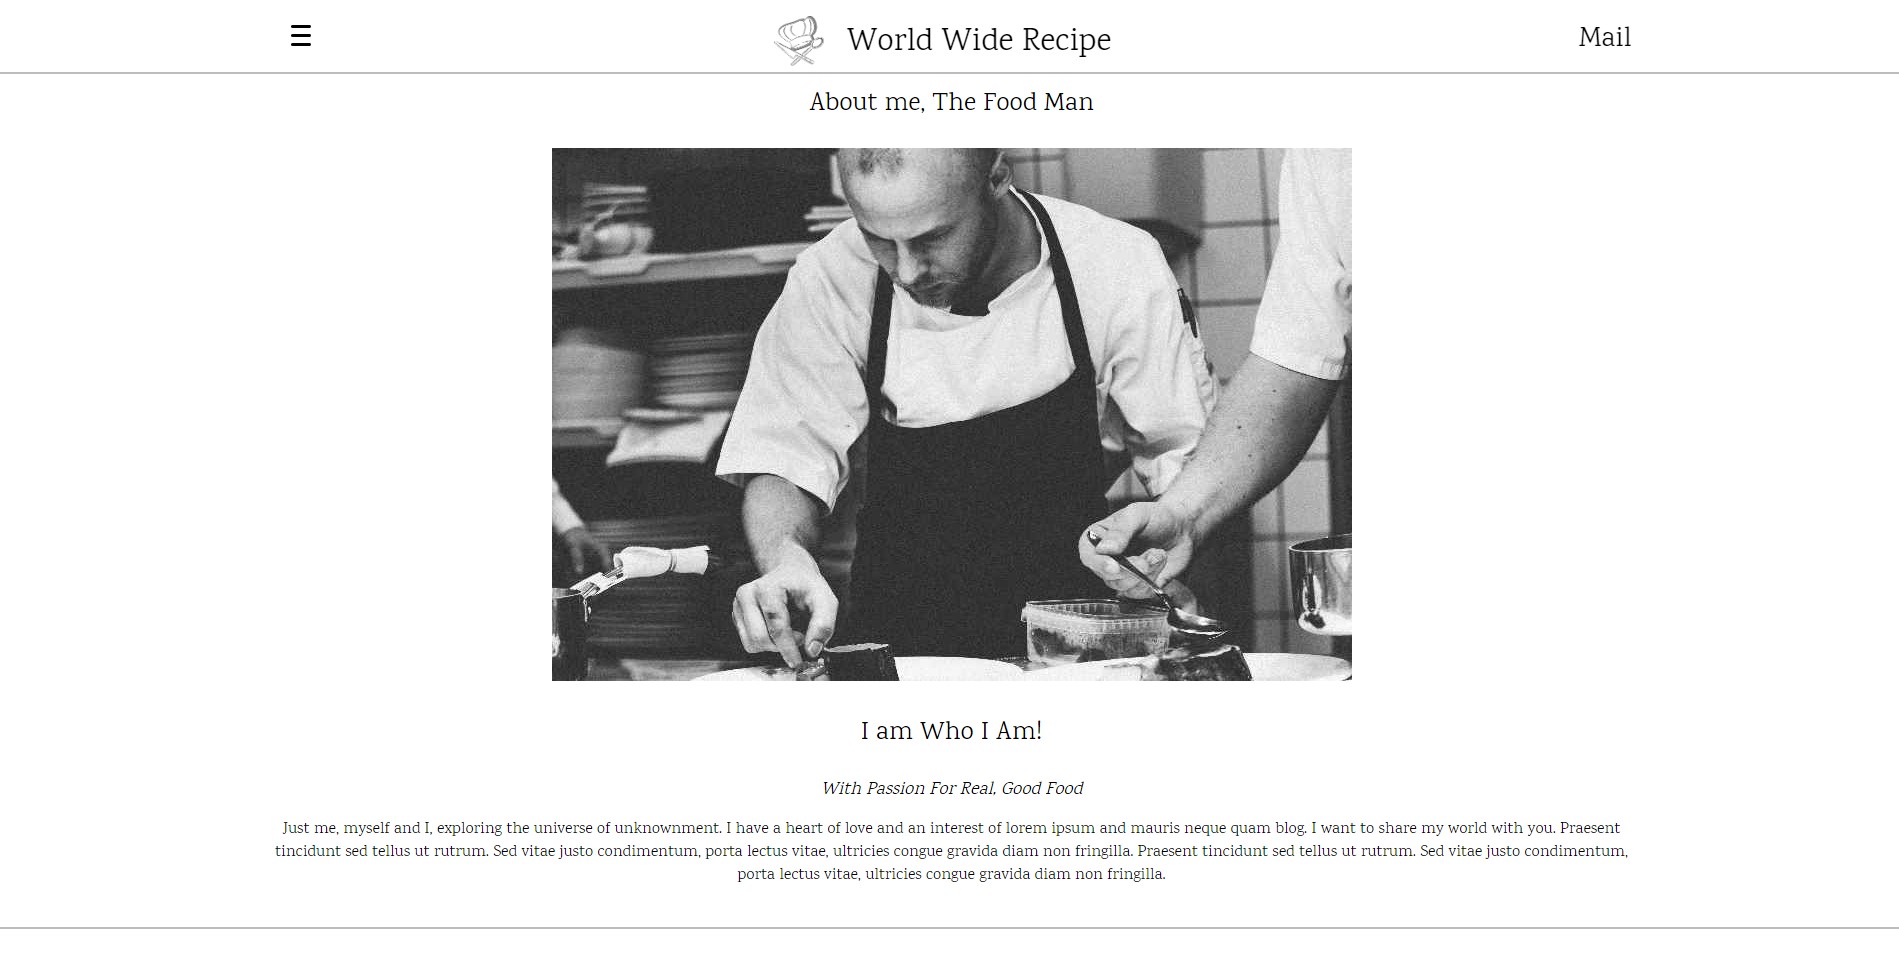 World Wide Recipe
Mail
About me, The Food Man
I am Who I Am!
With Passion For Real, Good Food
Just me, myself and I, exploring the universe of unknownment. I have a heart of love and an interest of lorem ipsum and mauris neque quam blog. I want to share my world with you. Praesent
tincidunt sed tellus ut rutrum. Sed vitae justo condimentum, porta lectus vitae, ultricies congue gravida diam non fringilla. Praesent tincidunt sed tellus ut rutrum. Sed vitae justo condimentum,
porta lectus vitae, ultricies congue gravida diam non fringilla.